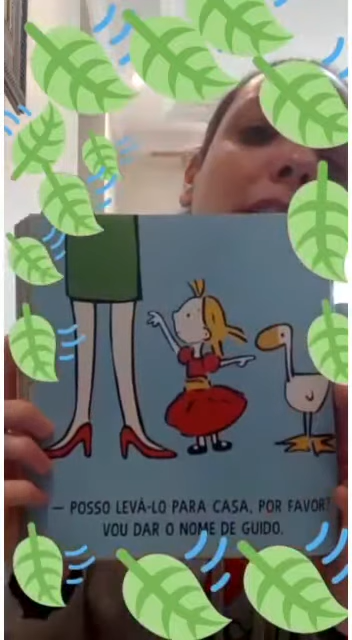 — POSSO LEVÁ-LO PARA CASA, POR FAVOR?
VOU DAR O NOME DE GUIDO.